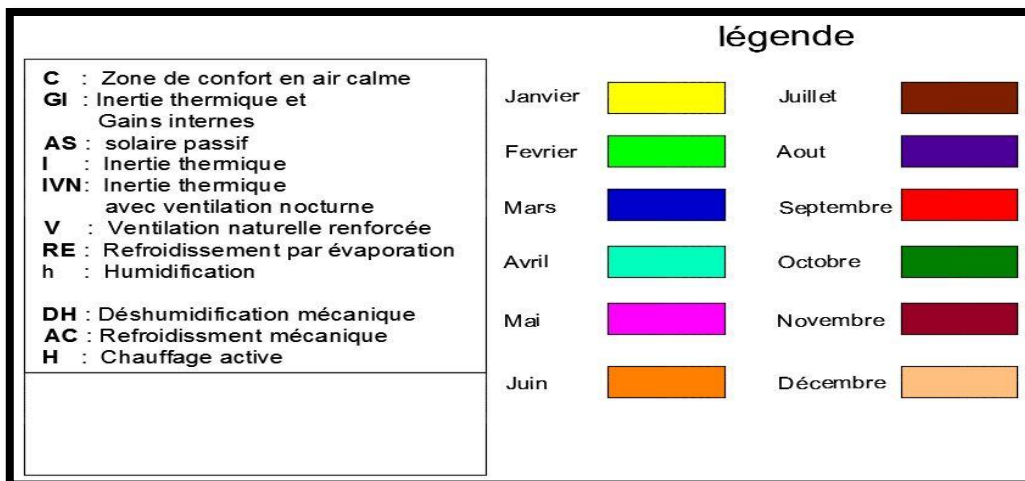 légende
C : Zone de confort en air calme
GI : Inertie thermique et
Gains internes
AS : solaire passif
I : Inertie thermique
IVN: Inertie thermique
avec ventilation nocturne
V : Ventilation naturelle renforcée
RE : Refroidissement par évaporation
h : Humidification
DH : Déshumidification mécanique
AC : Refroidissment mécanique
H : Chauffage active
Janvier
Fevrier
Mars
Avril
Mai
Juin
Juillet
Aout
Septembre
Octobre
Novembre
Décembre